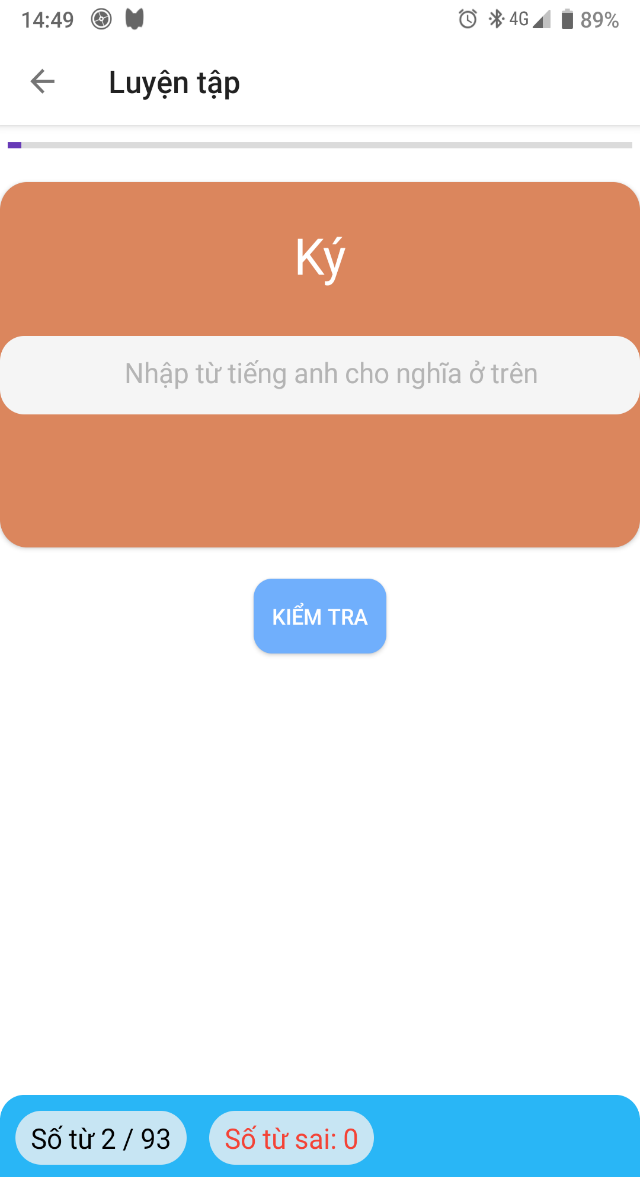 14:49 4G 89%
Luyện tập
Ký
Nhập từ tiếng anh cho nghĩa ở trên
KIỂM TRA
Số từ 2 / 93 Số từ sai: 0